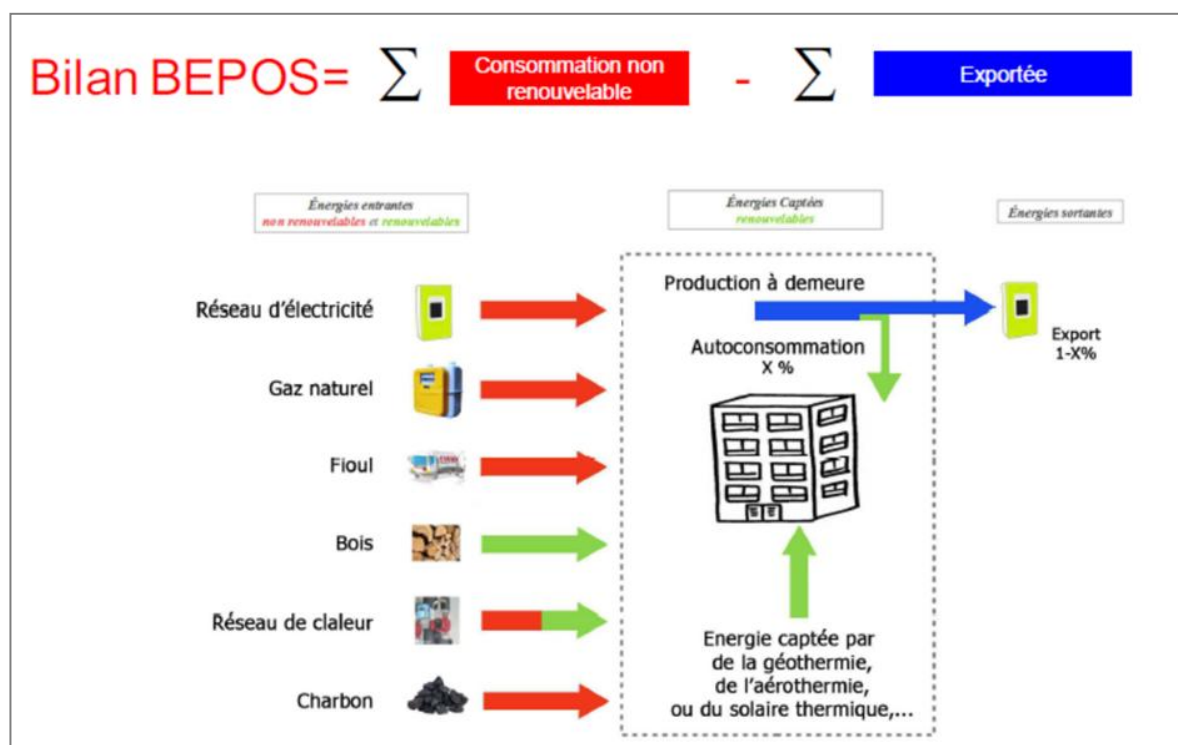 Bilan BEPOS= ∑ Consommation non
renouvelable - ∑ Exportée
Énergies entrantes
non renouvelables et renouvelables
Énergies Captées
renouvelables
Énergies sortantes
Réseau d'électricité
Gaz naturel
Fioul
Bois
Réseau de claleur
Charbon
Production à demeure
Autoconsommation
X %
Export
1-X%
Energie captée par
de la géothermie,
de l'aérothermie,
ou du solaire thermique,...